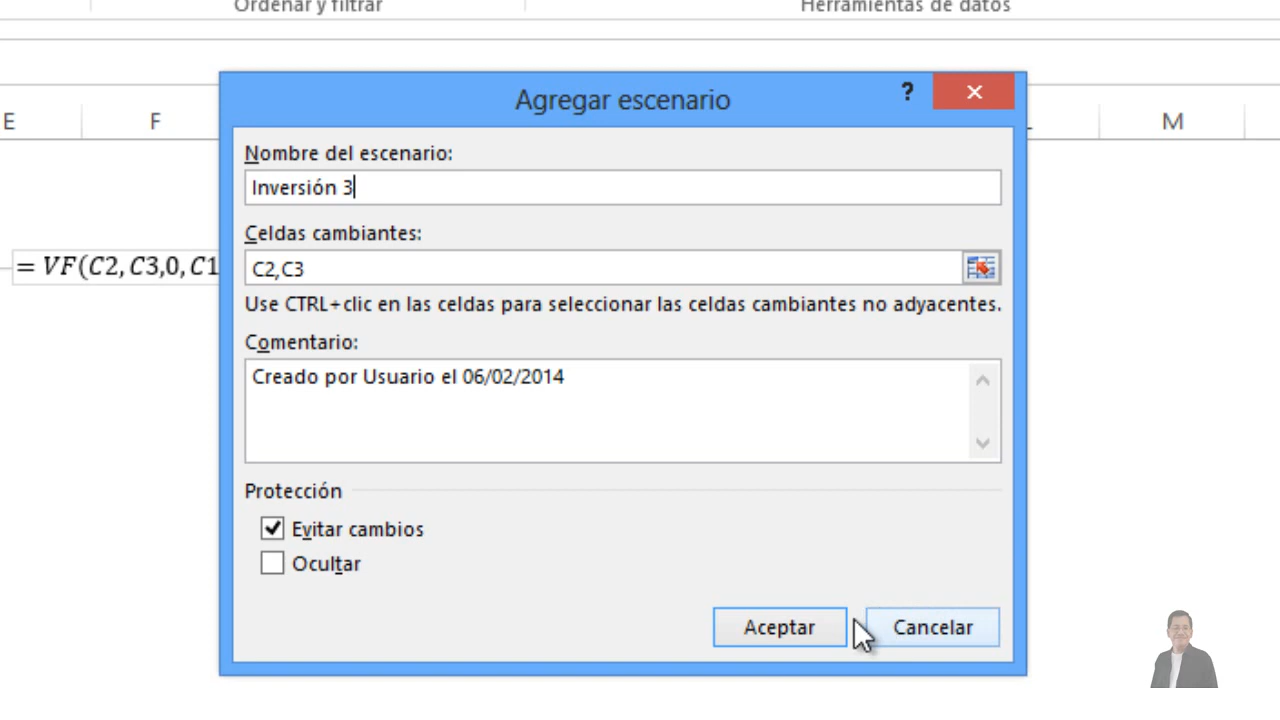 Ordenar y filtrar
Herramientas de datos
E
F
M
Agregar escenario
?
Nombre del escenario:
Inversión 3
= VF(C2, C3,0, C1
Celdas cambiantes:
C2,C3
Use CTRL+clic en las celdas para seleccionar las celdas cambiantes no adyacentes.
Comentario:
Creado por Usuario el 06/02/2014
Protección
Evitar cambios
Ocultar
Aceptar
Cancelar